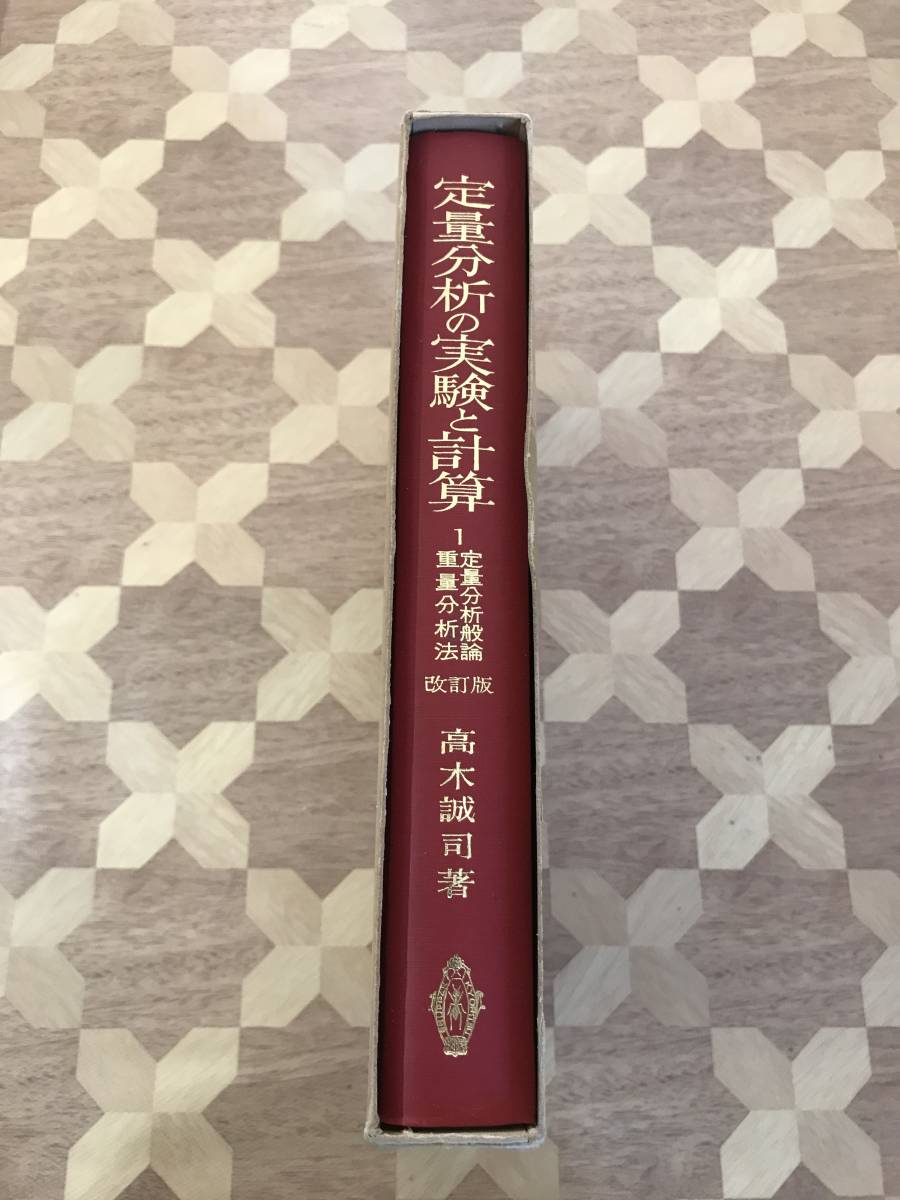 定量分析の実験と計算
1
定量分析般論
重量分析法
改訂版
高木誠司著